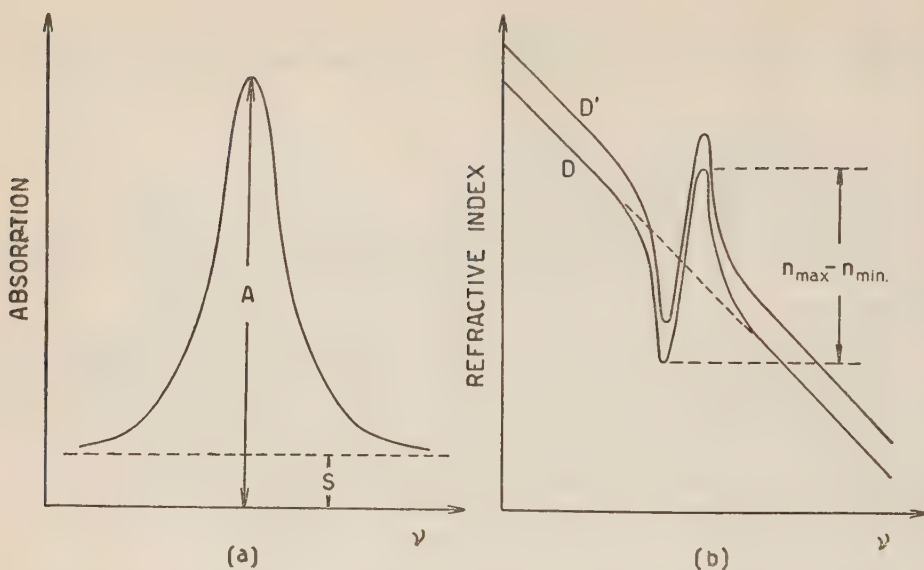 ABSORPTION
A
S
ν
(a)
REFRACTIVE INDEX
D'
D
n_max - n_min.
ν
(b)